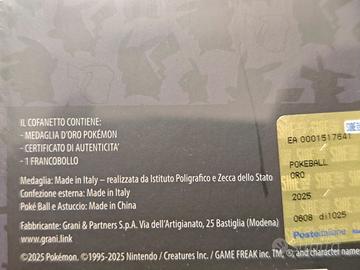 IL COFANETTO CONTIENE:
- MEDAGLIA D'ORO POKÉMON
- CERTIFICATO DI AUTENTICITA'
- 1 FRANCOBOLLO
Medaglia: Made in Italy – realizzata da Istituto Poligrafico e Zecca dello Stato
Confezione esterna: Made in Italy
Poké Ball e Astuccio: Made in China
Fabbricante: Grani & Partners S.p.A. Via dell'Artigianato, 25 Bastiglia (Modena)
www.grani.link
©2025 Pokémon. ©1995-2025 Nintendo / Creatures Inc. / GAME FREAK inc. TM, ®, and character names
EA 0001517641
POKEBALL
ORO
2025
0608 di1025
Posteitaliane